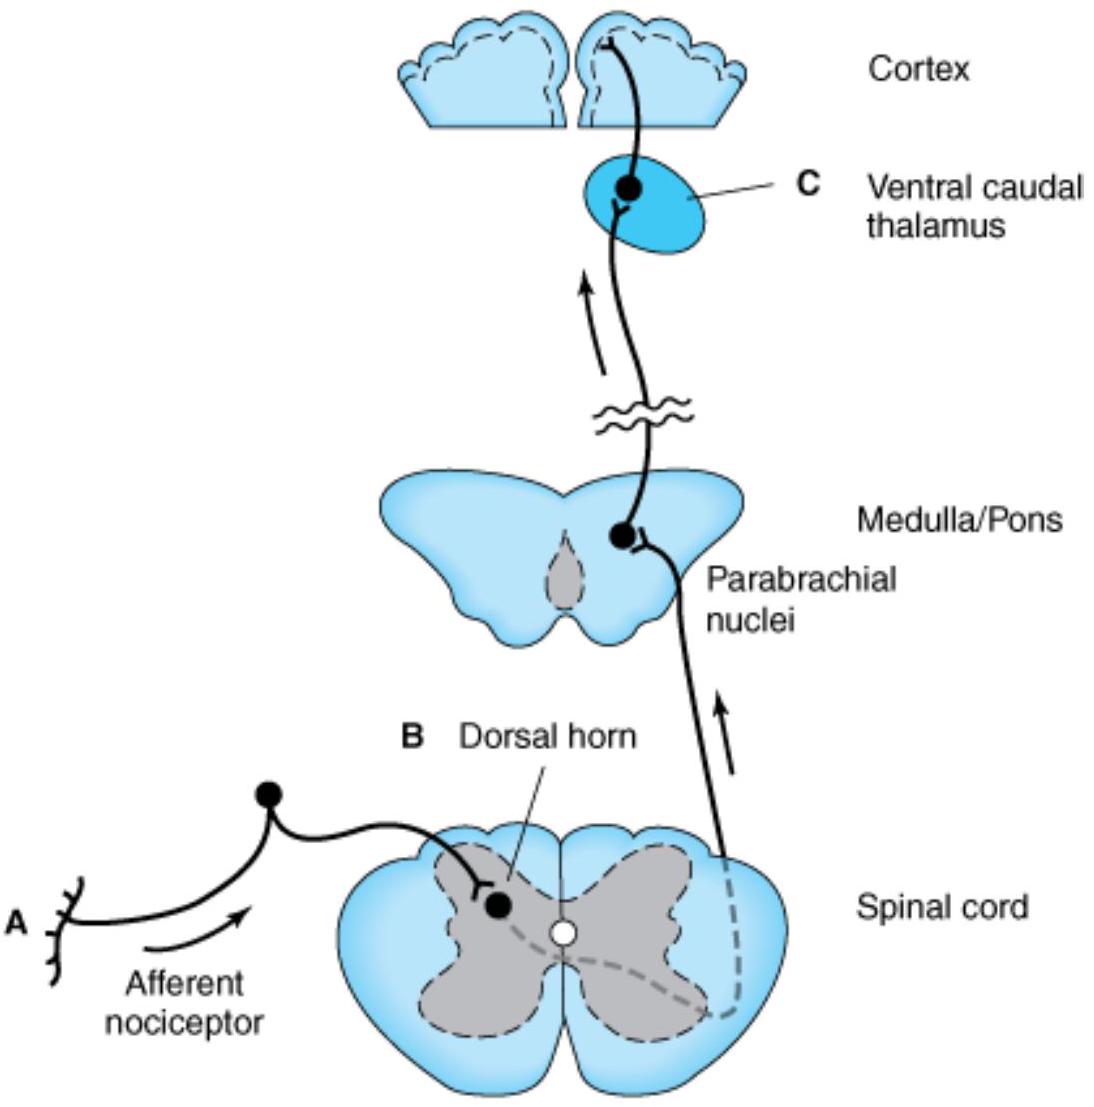 Cortex
C
Ventral caudal
thalamus
Medulla/Pons
Parabrachial
nuclei
B
Dorsal horn
A
Spinal cord
Afferent
nociceptor